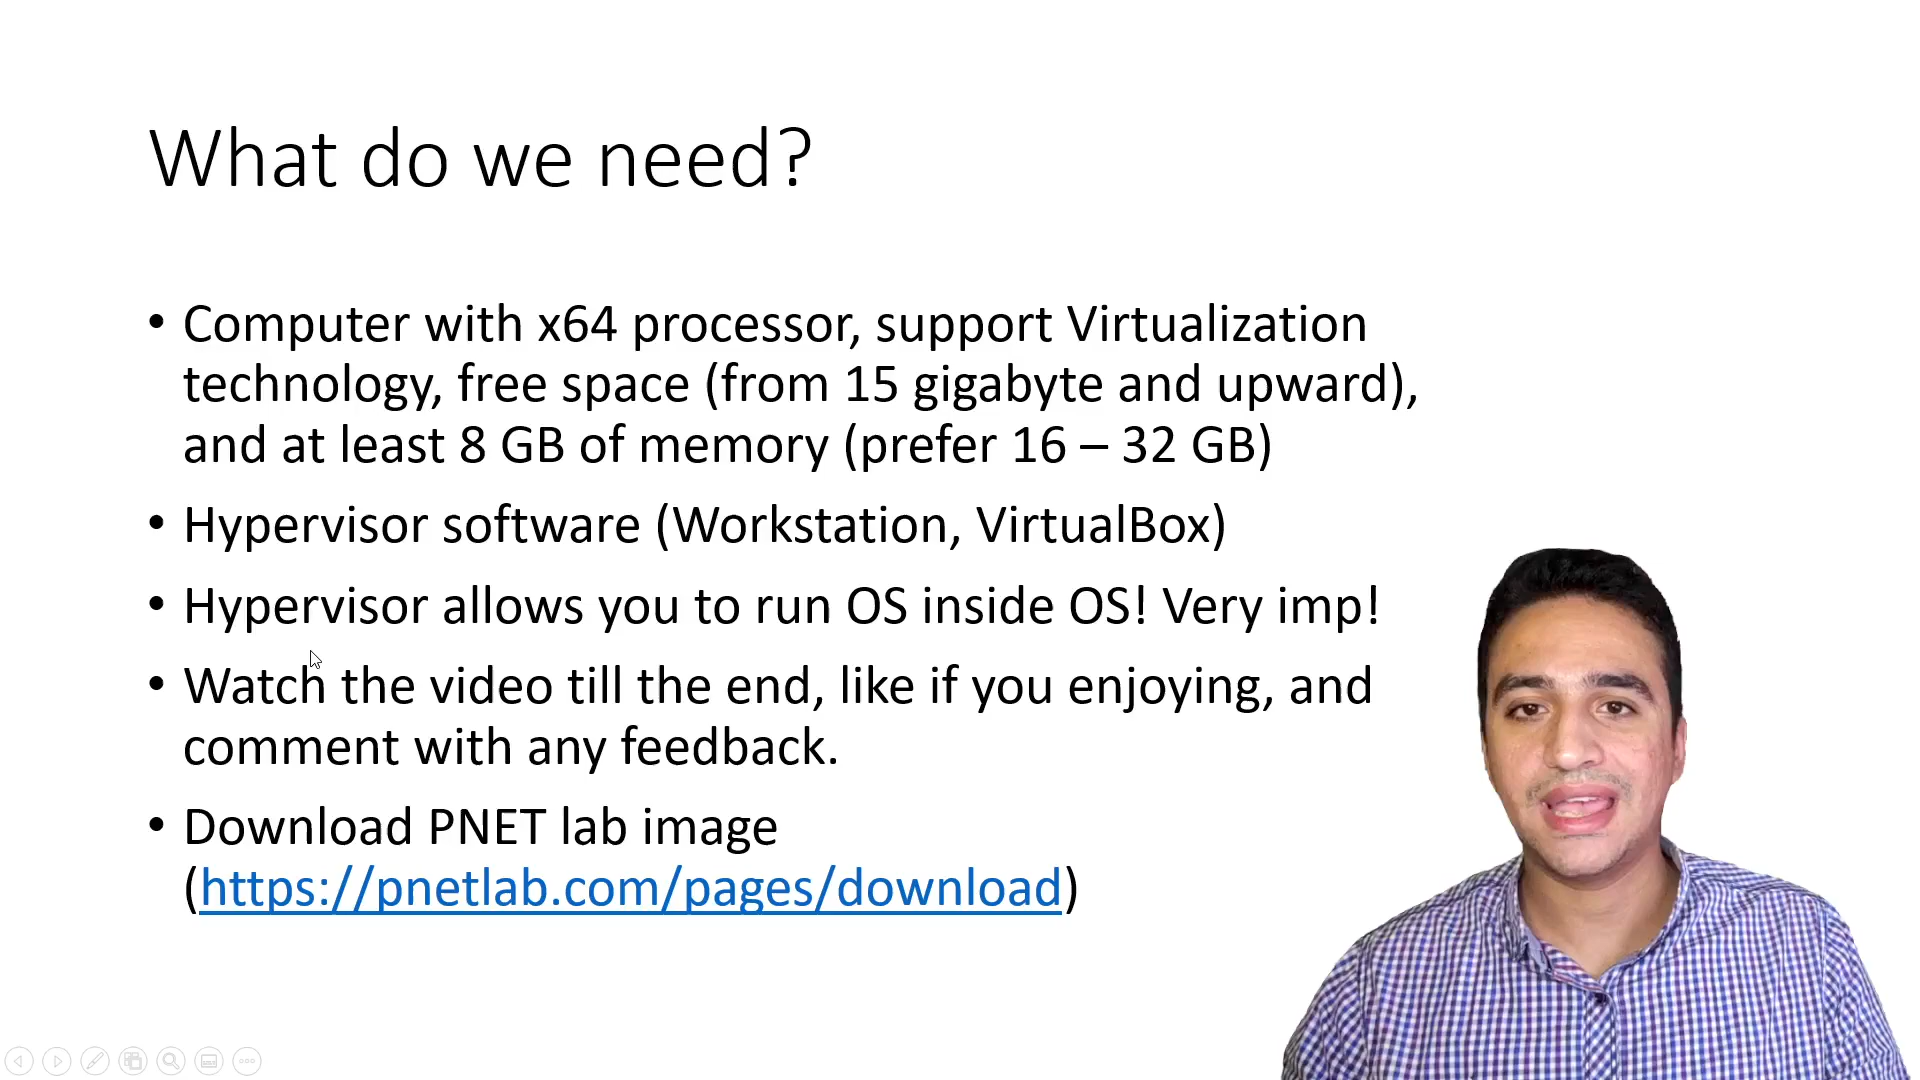 What do we need?
• Computer with x64 processor, support Virtualization
technology, free space (from 15 gigabyte and upward),
and at least 8 GB of memory (prefer 16 – 32 GB)
• Hypervisor software (Workstation, VirtualBox)
• Hypervisor allows you to run OS inside OS! Very imp!
• Watch the video till the end, like if you enjoying, and
comment with any feedback.
• Download PNET lab image
(https://pnetlab.com/pages/download)